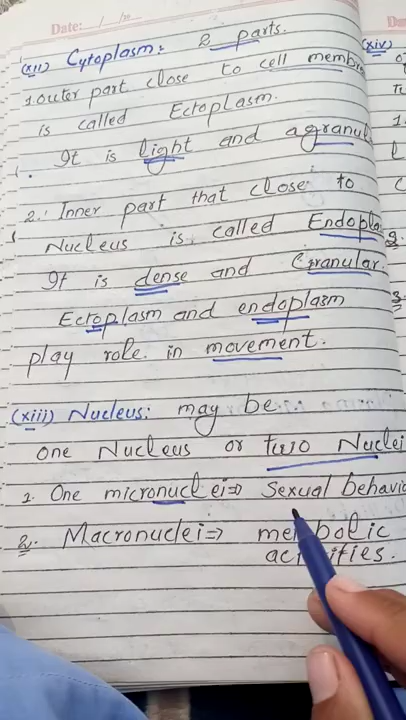 Date: / /
(xii) Cytoplasm: 2 parts.
1. Outer part close to cell membr
is called Ectoplasm.
It is light and agranul
2. Inner part that close to
Nucleus is called Endopla
It is dense and Granular.
Ectoplasm and endoplasm
play role in movement.
(xiii) Nucleus: may be
one Nucleus or two Nuclei
1. One micronuclei⇒ Sexual behavio
2. Macronuclei⇒ metabolic
activities.
Da
(xiv)